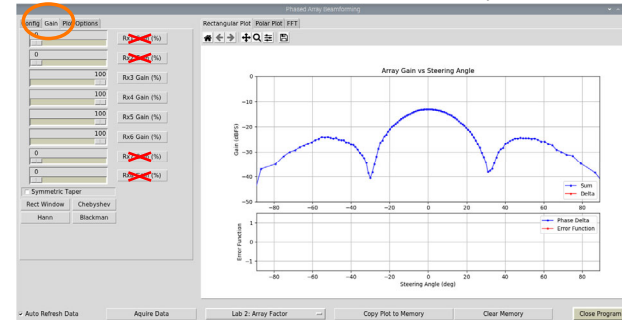 Phased Array Beamforming
Config Gain Plot Options
Rectangular Plot Polar Plot FFT
0
0
100 Rx3 Gain (%)
100 Rx4 Gain (%)
100 Rx5 Gain (%)
100 Rx6 Gain (%)
0
0
Symmetric Taper
Rect Window Chebyshev
Hann Blackman
Array Gain vs Steering Angle
Gain (dBFS)
0
−10
−20
−30
−40
−50
−80 −60 −40 −20 0 20 40 60 80
Sum
Delta
Error Function
1
0
−1
Phase Delta
Error Function
−80 −60 −40 −20 0 20 40 60 80
Steering Angle (deg)
Auto Refresh Data Aquire Data Lab 2: Array Factor Copy Plot to Memory Clear Memory Close Program